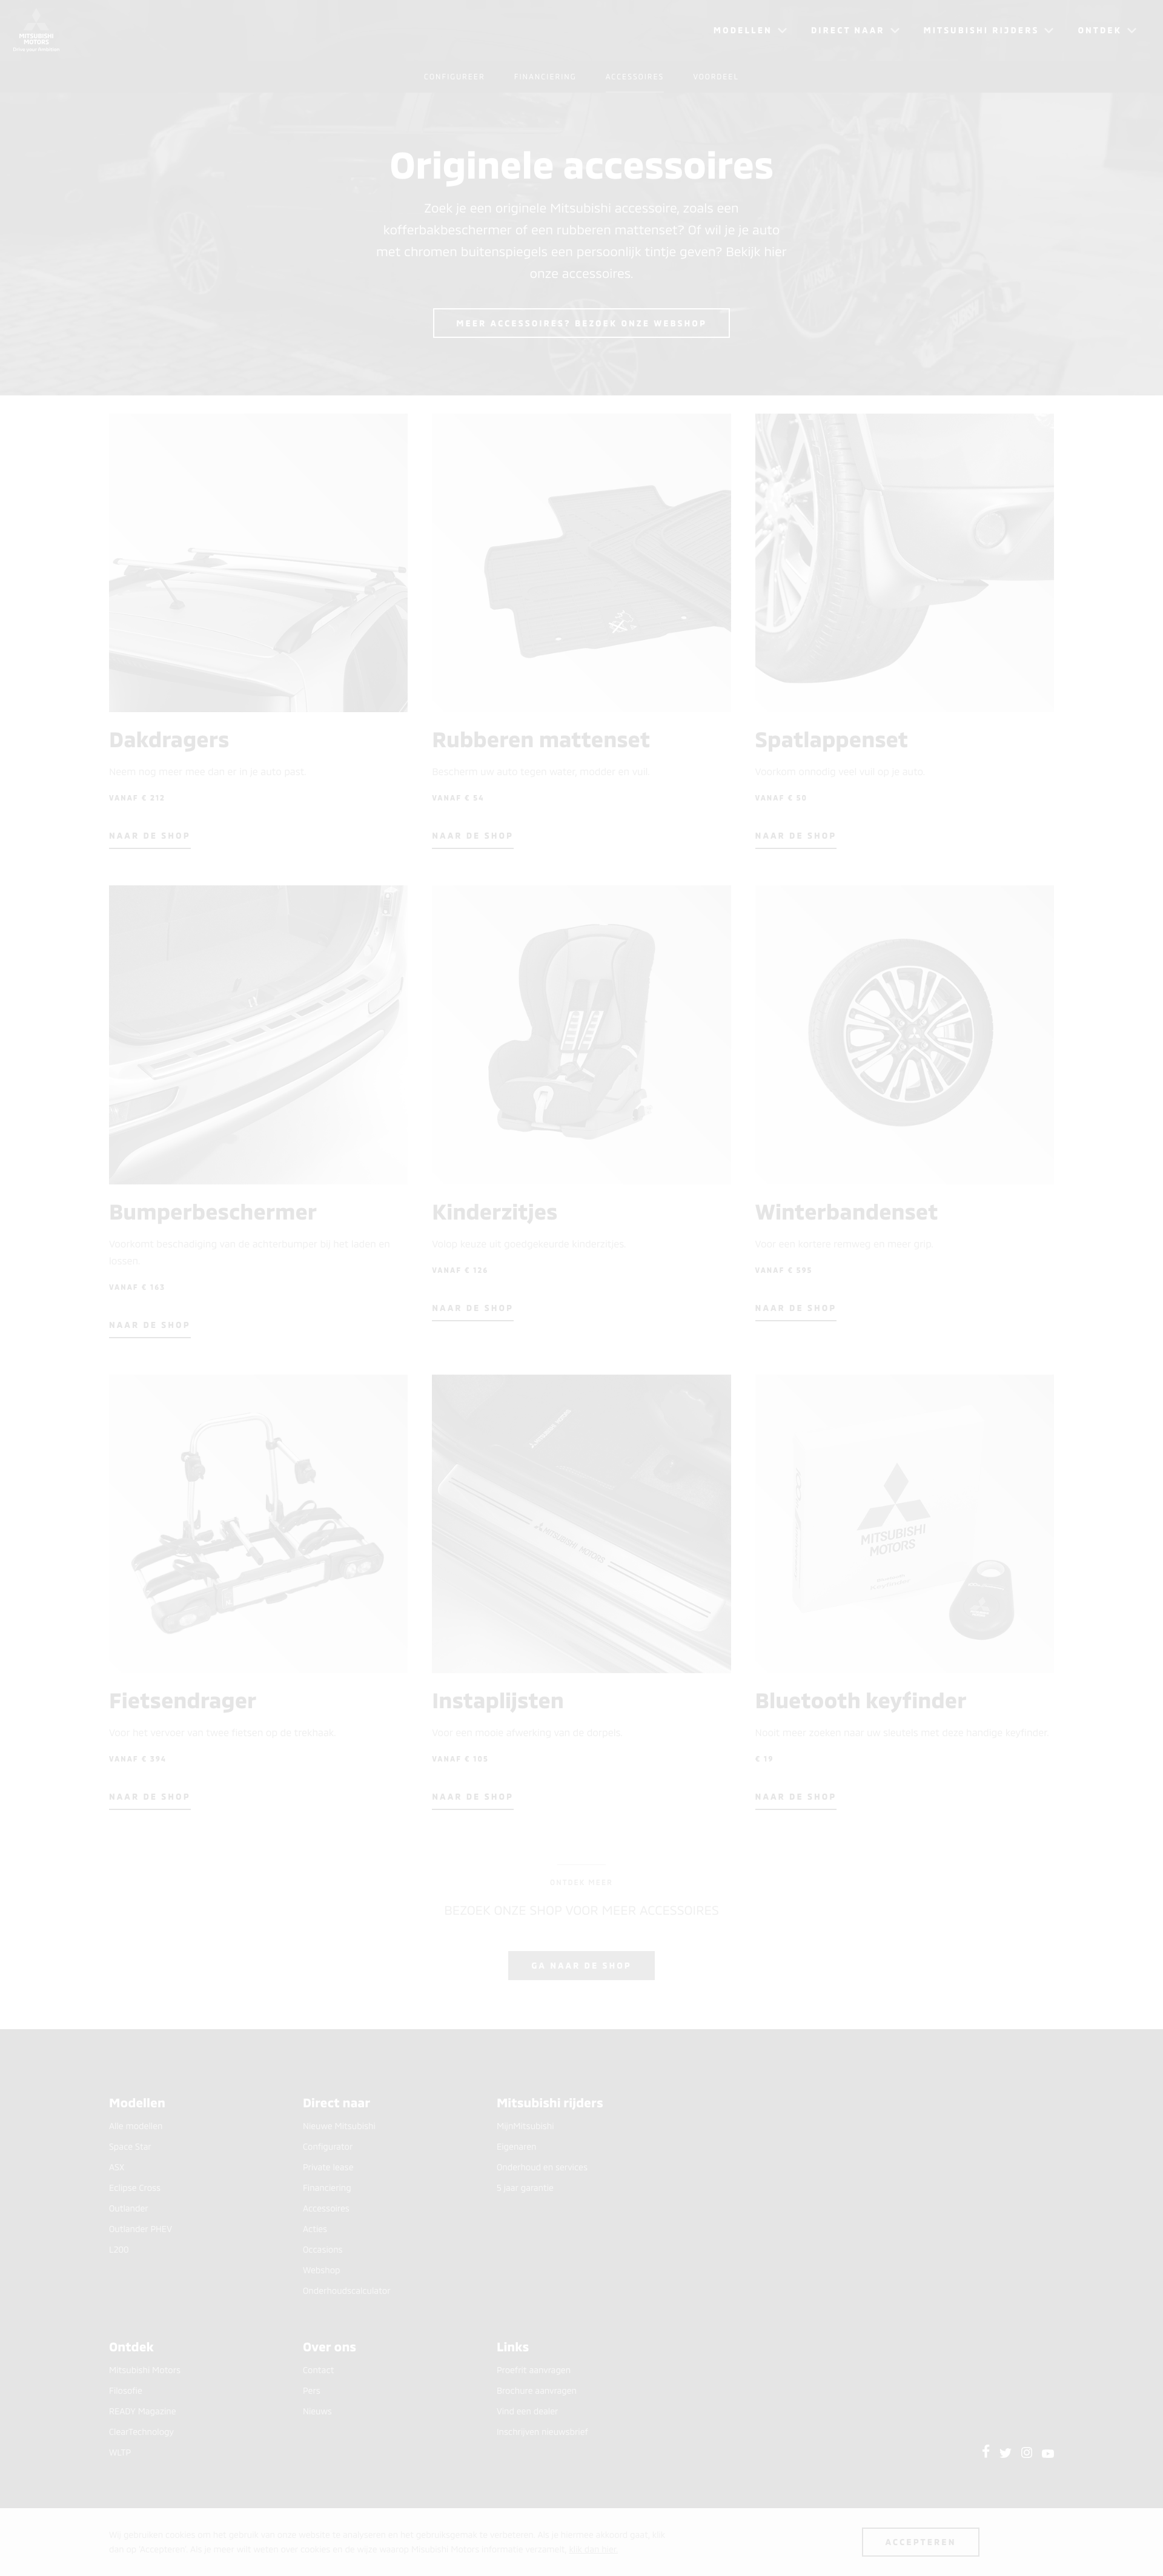 MITSUBISHI
MOTORS
MODELLEN
DIRECT NAAR
MITSUBISHI RIJDERS
ONTDEK
CONFIGUREER
FINANCIERING
ACCESSOIRES
VOORDEEL
Originele accessoires
Zoek je een originele Mitsubishi accessoire, zoals een
kofferbakbeschermer of een rubberen mattenset? Of wil je je auto
met chromen buitenspiegels een persoonlijk tintje geven? Bekijk hier
onze accessoires.
MEER ACCESSOIRES? BEZOEK ONZE WEBSHOP
Dakdragers
Neem nog meer mee dan er in je auto past.
VANAF € 212
NAAR DE SHOP
Rubberen mattenset
Bescherm uw auto tegen water, modder en vuil.
VANAF € 54
NAAR DE SHOP
Spatlappenset
Voorkom onnodig veel vuil op je auto.
VANAF € 50
NAAR DE SHOP
Bumperbeschermer
Voorkomt beschadiging van de achterbumper bij het laden en
lossen.
VANAF € 163
NAAR DE SHOP
Kinderzitjes
Volop keuze uit goedgekeurde kinderzitjes.
VANAF € 126
NAAR DE SHOP
Winterbandenset
Voor een kortere remweg en meer grip.
VANAF € 595
NAAR DE SHOP
MITSUBISHI MOTORS
MITSUBISHI
MOTORS
Fietsendrager
Voor het vervoer van twee fietsen op de trekhaak.
VANAF € 394
NAAR DE SHOP
Instaplijsten
Voor een mooie afwerking van de dorpels.
VANAF € 105
NAAR DE SHOP
Bluetooth keyfinder
Nooit meer zoeken naar uw sleutels met deze handige keyfinder.
€ 19
NAAR DE SHOP
ONTDEK MEER
BEZOEK ONZE SHOP VOOR MEER ACCESSOIRES
GA NAAR DE SHOP
Modellen
Alle modellen
Space Star
ASX
Eclipse Cross
Outlander
Outlander PHEV
L200
Direct naar
Nieuwe Mitsubishi
Configurator
Private lease
Financiering
Accessoires
Acties
Occasions
Webshop
Onderhoudscalculator
Mitsubishi rijders
MijnMitsubishi
Eigenaren
Onderhoud en services
5 jaar garantie
Ontdek
Mitsubishi Motors
Filosofie
READY Magazine
ClearTechnology
WLTP
Over ons
Contact
Pers
Nieuws
Links
Proefrit aanvragen
Brochure aanvragen
Vind een dealer
Inschrijven nieuwsbrief
ACCEPTEREN